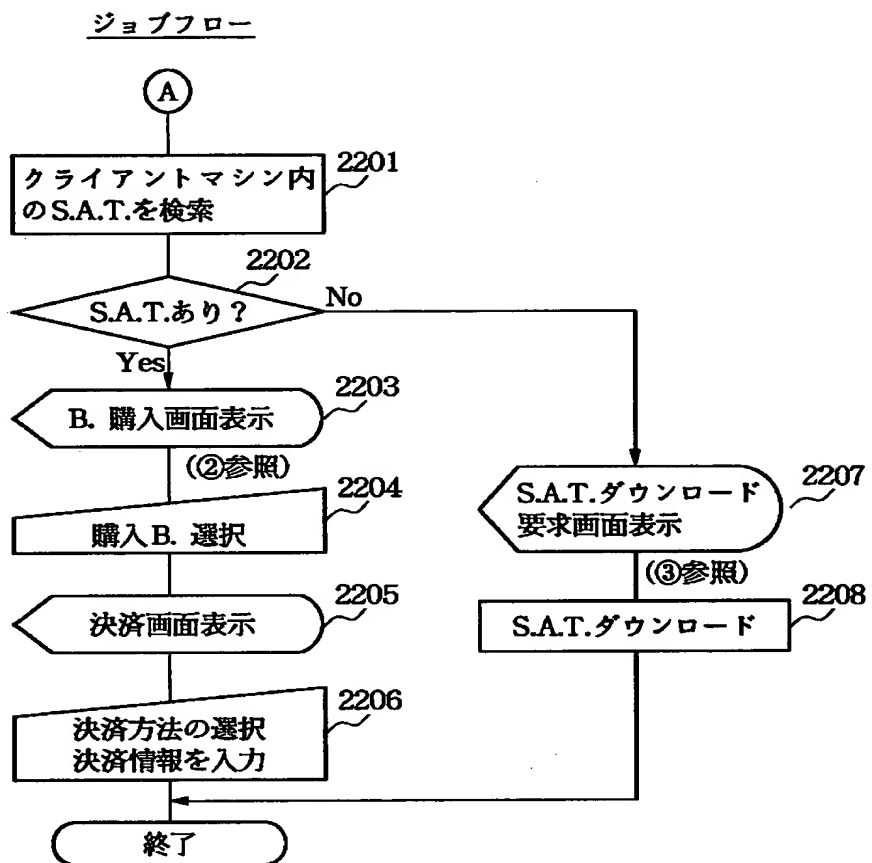 ジョブフロー
A
2201
クライアントマシン内
のS.A.T.を検索
2202
S.A.T.あり？
No
Yes
2203
B. 購入画面表示
(②参照)
2204
購入B. 選択
2205
決済画面表示
2206
決済方法の選択
決済情報を入力
2207
S.A.T.ダウンロード
要求画面表示
(③参照)
2208
S.A.T.ダウンロード
終了